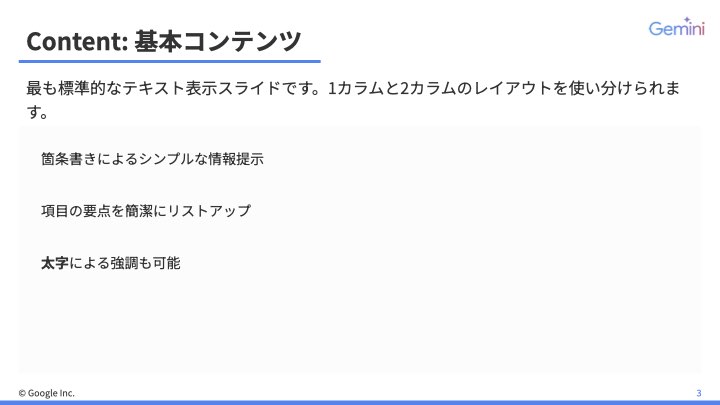 Content: 基本コンテンツ
Gemini
最も標準的なテキスト表示スライドです。1カラムと2カラムのレイアウトを使い分けられま
す。
箇条書きによるシンプルな情報提示
項目の要点を簡潔にリストアップ
太字による強調も可能
© Google Inc.
3